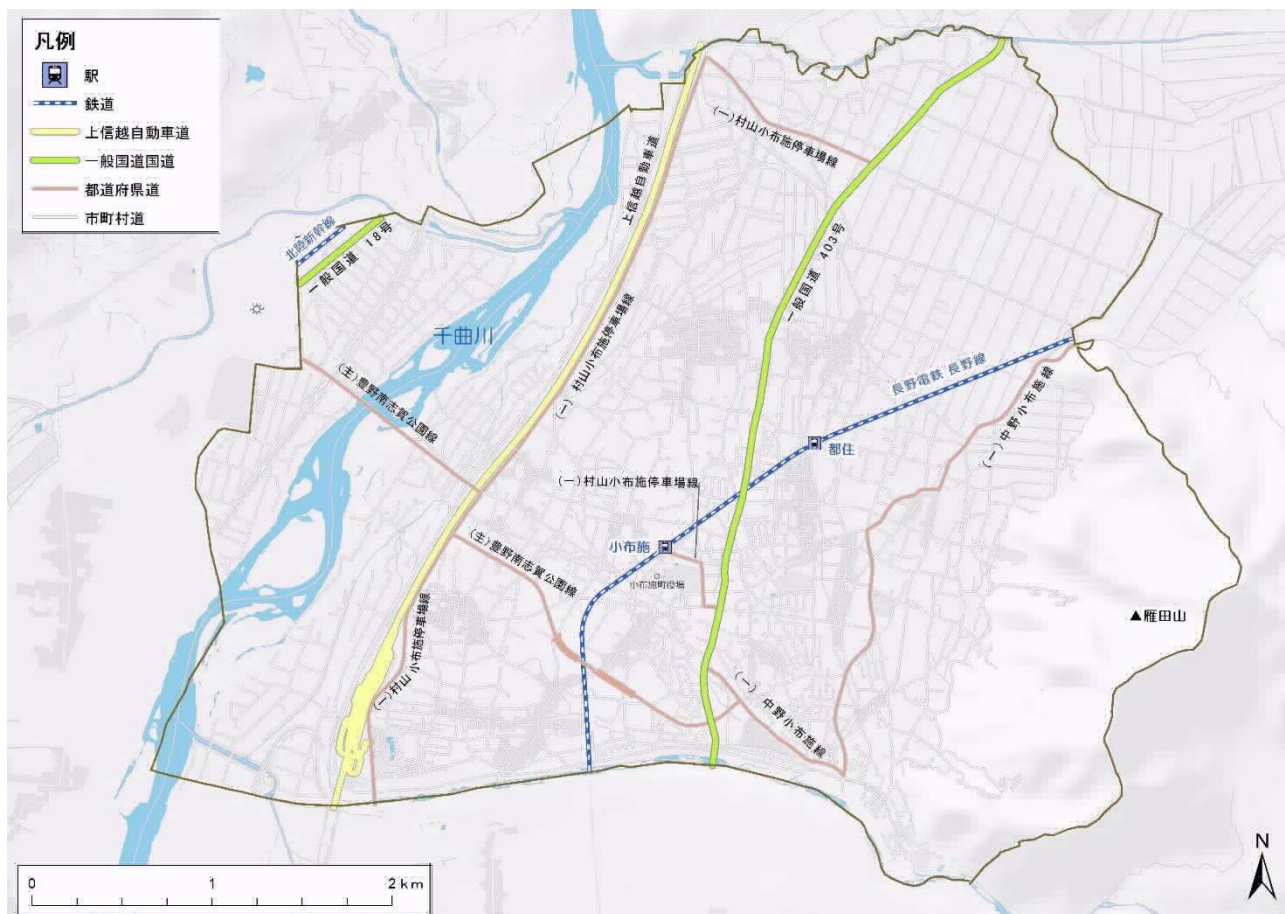 凡例
駅
鉄道
上信越自動車道
一般国道国道
都道府県道
市町村道
(一)村山小布施停車場線
上信越自動車道
北陸新幹線
一般国道 18号
一般国道 403号
千曲川
(一) 村山小布施停車場線
長野電鉄 長野線
(主)豊野南志賀公園線
(一)中野小布施線
都住
(一)村山小布施停車場線
小布施
(主)豊野南志賀公園線
小布施町役場
(一)村山 小布施停車場線
▲雁田山
(一) 中野小布施線
N
0 1 2 km